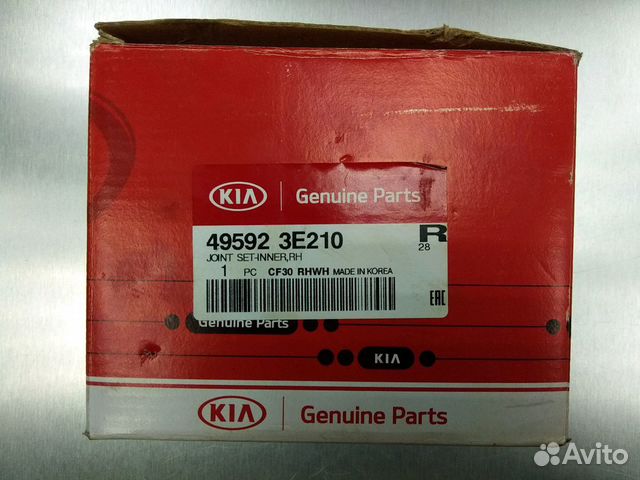 KIA Genuine Parts
49592 3E210 R
JOINT SET-INNER,RH 28
1 PC CF30 RHWH MADE IN KOREA
EAC
Genuine Parts
KIA
KIA Genuine Parts
Avito